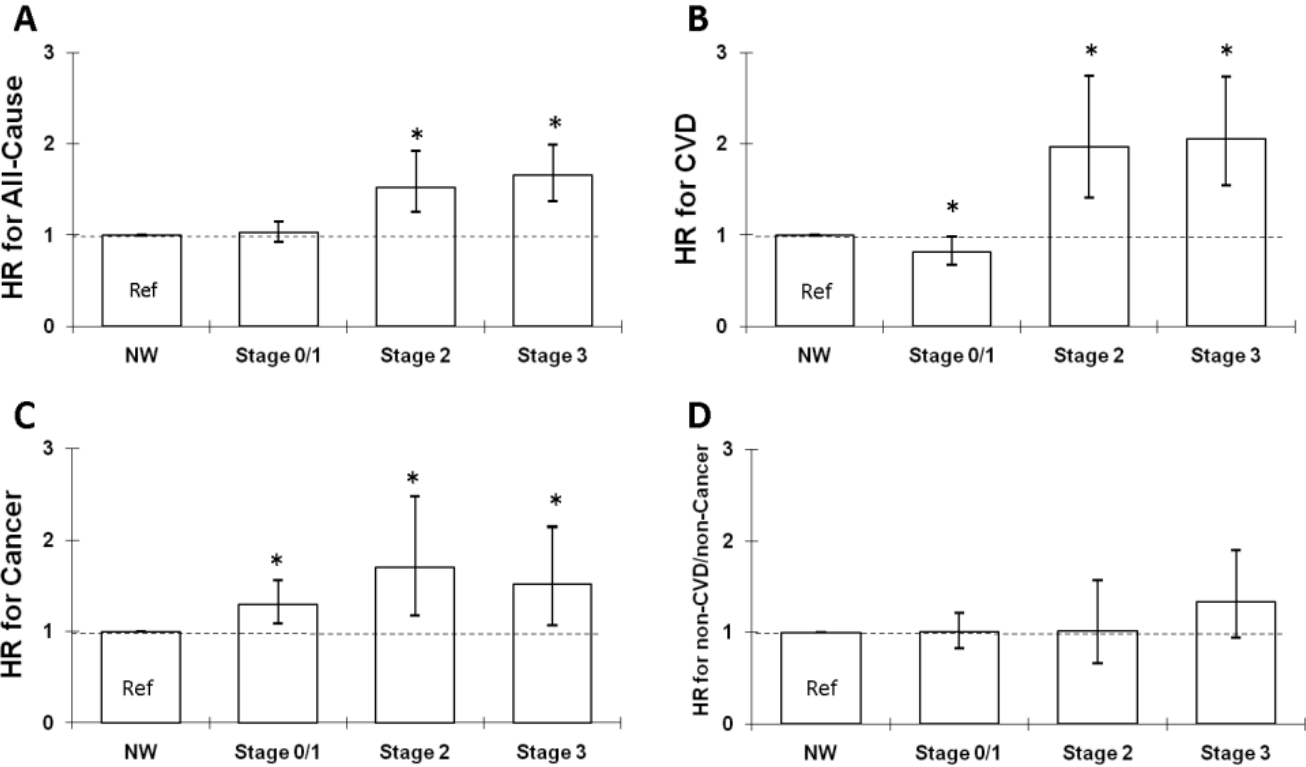 A
HR for All-Cause
3
2
1
0
*
*
Ref
NW Stage 0/1 Stage 2 Stage 3
B
HR for CVD
3
2
1
0
*
*
*
Ref
NW Stage 0/1 Stage 2 Stage 3
C
HR for Cancer
3
2
1
0
*
*
*
Ref
NW Stage 0/1 Stage 2 Stage 3
D
HR for non-CVD/non-Cancer
3
2
1
0
Ref
NW Stage 0/1 Stage 2 Stage 3